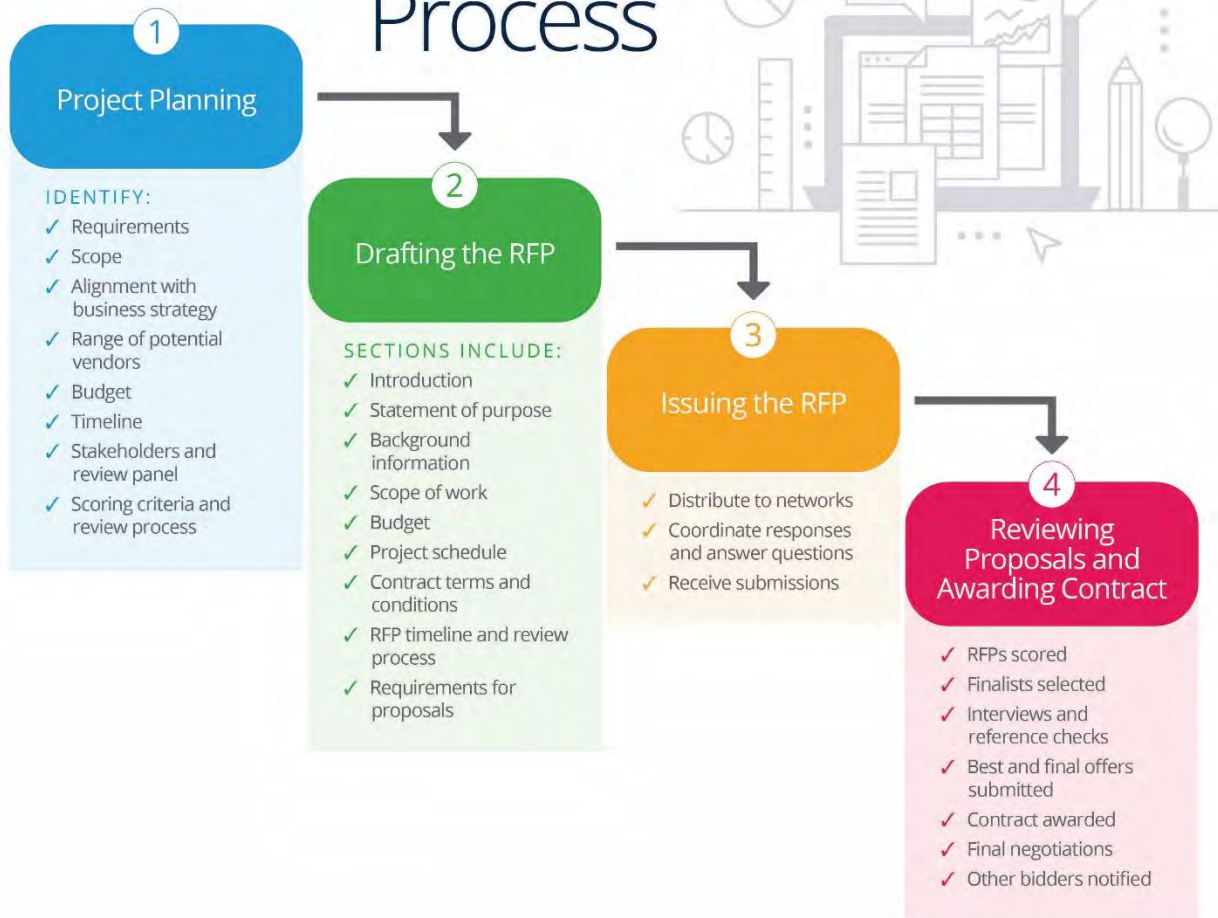 Process
1
Project Planning
IDENTIFY:
✓ Requirements
✓ Scope
✓ Alignment with
business strategy
✓ Range of potential
vendors
✓ Budget
✓ Timeline
✓ Stakeholders and
review panel
✓ Scoring criteria and
review process
2
Drafting the RFP
SECTIONS INCLUDE:
✓ Introduction
✓ Statement of purpose
✓ Background
information
✓ Scope of work
✓ Budget
✓ Project schedule
✓ Contract terms and
conditions
✓ RFP timeline and review
process
✓ Requirements for
proposals
3
Issuing the RFP
✓ Distribute to networks
✓ Coordinate responses
and answer questions
✓ Receive submissions
4
Reviewing
Proposals and
Awarding Contract
✓ RFPs scored
✓ Finalists selected
✓ Interviews and
reference checks
✓ Best and final offers
submitted
✓ Contract awarded
✓ Final negotiations
✓ Other bidders notified